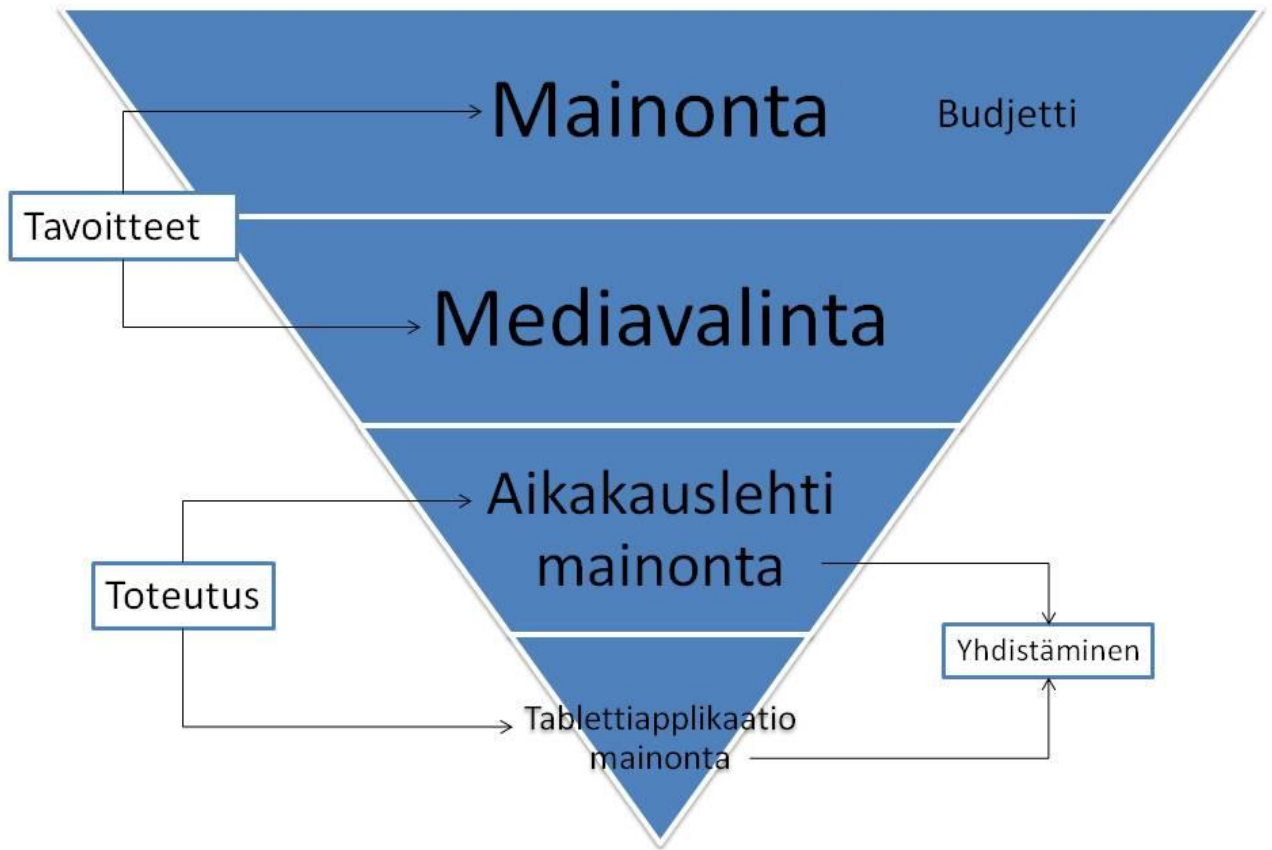 Mainonta
Budjetti
Tavoitteet
Mediavalinta
Aikakauslehti
mainonta
Toteutus
Yhdistäminen
Tablettiapplikaatio
mainonta